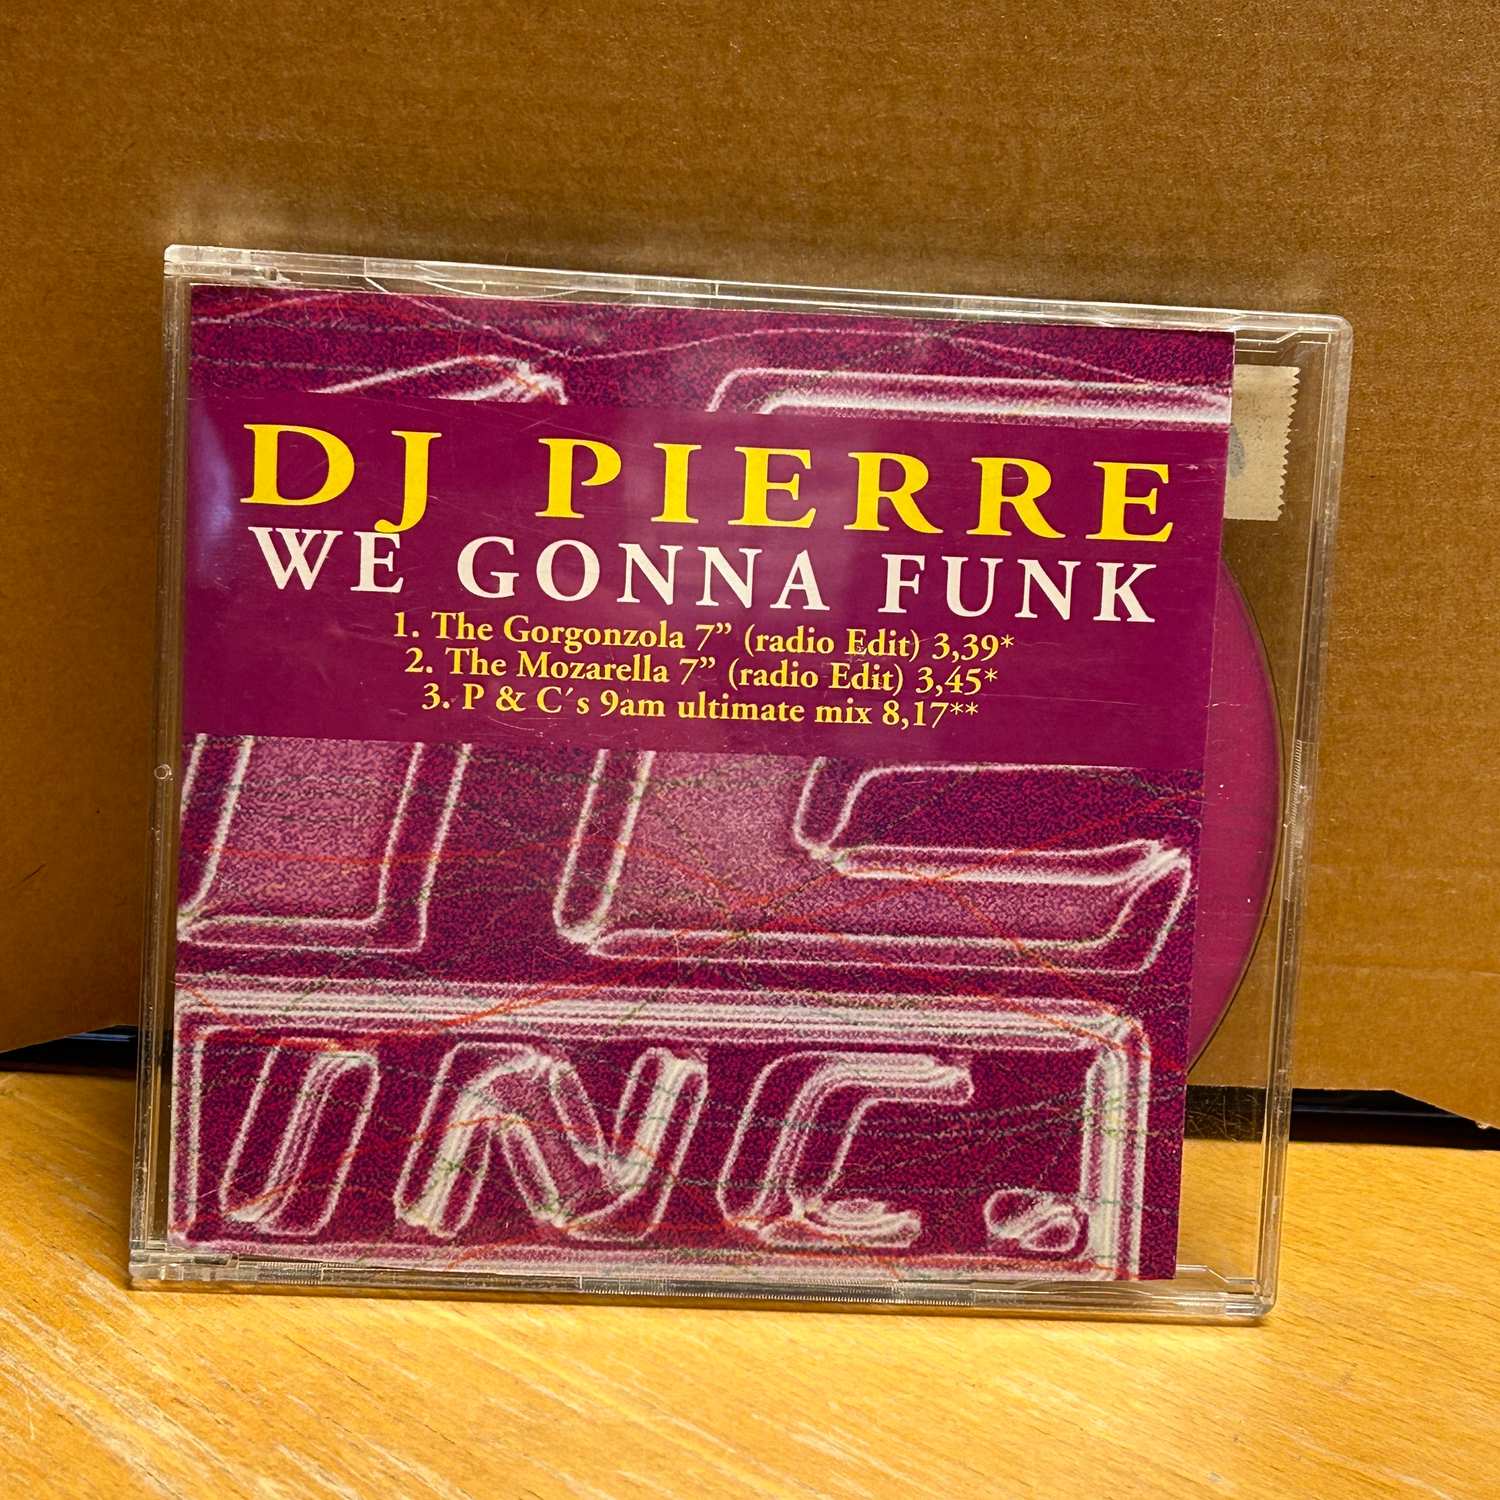 DJ PIERRE
WE GONNA FUNK
1. The Gorgonzola 7” (radio Edit) 3,39*
2. The Mozarella 7” (radio Edit) 3,45*
3. P & C´s 9am ultimate mix 8,17**
INC.